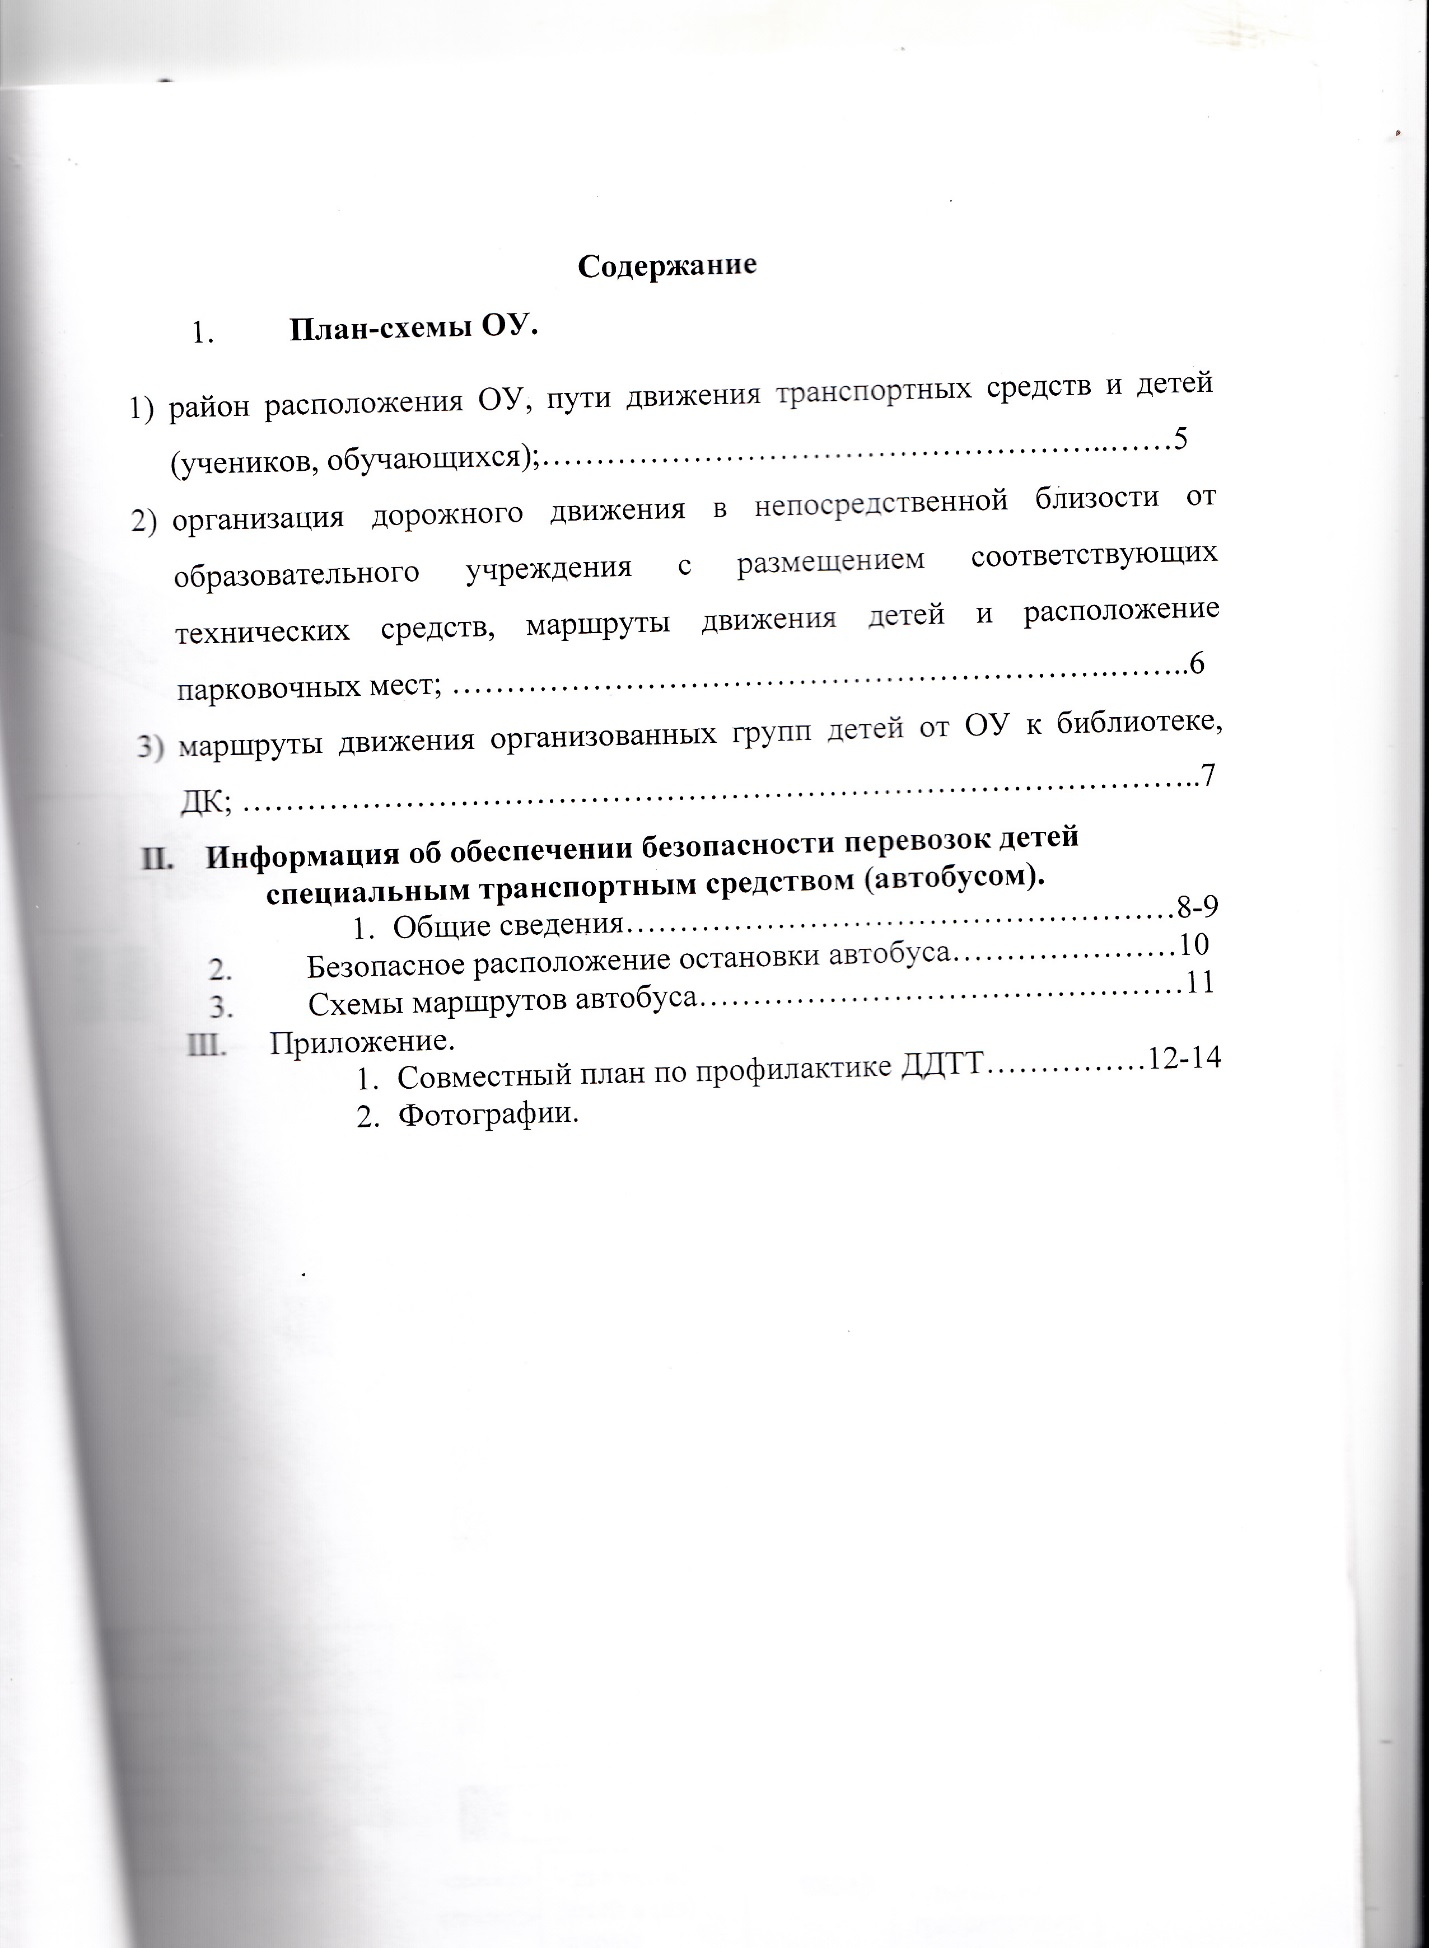 Содержание
1. План-схемы ОУ.
1) район расположения ОУ, пути движения транспортных средств и детей
(учеников, обучающихся);……………………………………………………..……5
2) организация дорожного движения в непосредственной близости от
образовательного учреждения с размещением соответствующих
технических средств, маршруты движения детей и расположение
парковочных мест; ……………………………………………………………..…..6
3) маршруты движения организованных групп детей от ОУ к библиотеке,
ДК; ……………………………………………………………………………..7
II. Информация об обеспечении безопасности перевозок детей
специальным транспортным средством (автобусом).
1. Общие сведения……………………………………………8-9
2. Безопасное расположение остановки автобуса…………………10
3. Схемы маршрутов автобуса………………………………………11
III. Приложение.
1. Совместный план по профилактике ДДТТ……………12-14
2. Фотографии.